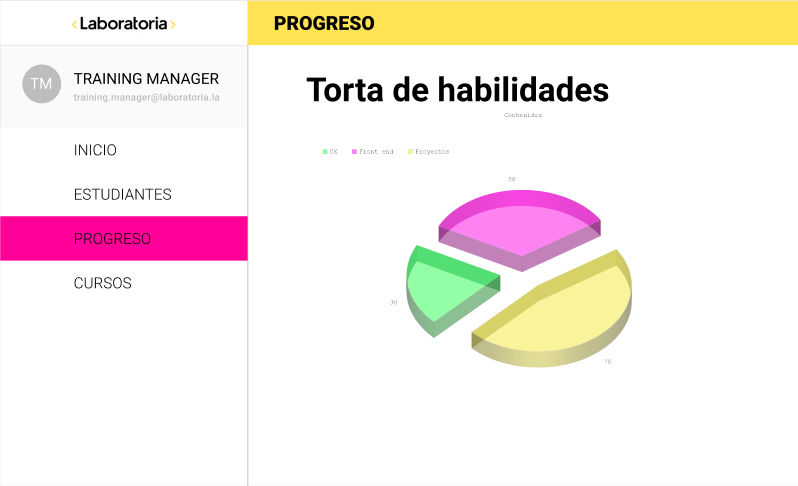 <Laboratoria>
PROGRESO
TM
TRAINING MANAGER
training.manager@laboratoria.la
INICIO
ESTUDIANTES
PROGRESO
CURSOS
Torta de habilidades
Contenidos
UX Front end Proyectos
50
30
70